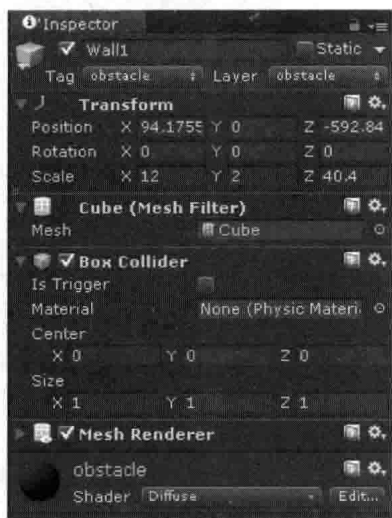 Inspector
Wall1 Static
Tag obstacle Layer obstacle
Transform
Position X 94.1755 Y 0 Z -592.84
Rotation X 0 Y 0 Z 0
Scale X 12 Y 2 Z 40.4
Cube (Mesh Filter)
Mesh Cube
Box Collider
Is Trigger
Material None (Physic Materi
Center
X 0 Y 0 Z 0
Size
X 1 Y 1 Z 1
Mesh Renderer
obstacle
Shader Diffuse Edit...